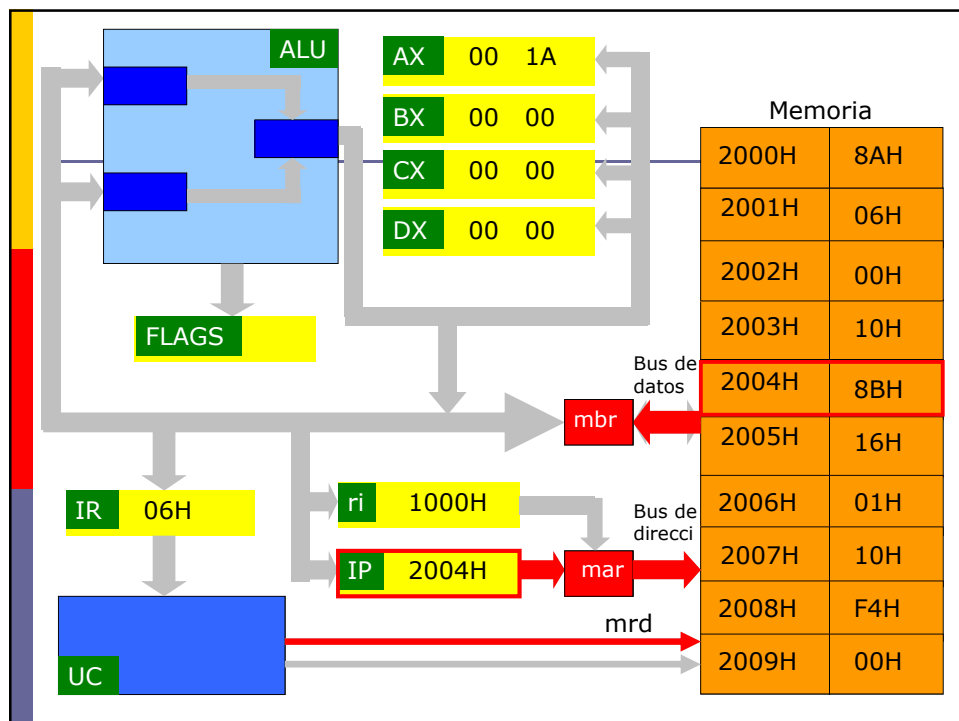 ALU
AX 00 1A
BX 00 00
CX 00 00
DX 00 00
FLAGS
Memoria
2000H 8AH
2001H 06H
2002H 00H
2003H 10H
2004H 8BH
2005H 16H
2006H 01H
2007H 10H
2008H F4H
2009H 00H
Bus de
datos
mbr
IR 06H
ri 1000H
IP 2004H
mar
Bus de
direcci
mrd
UC